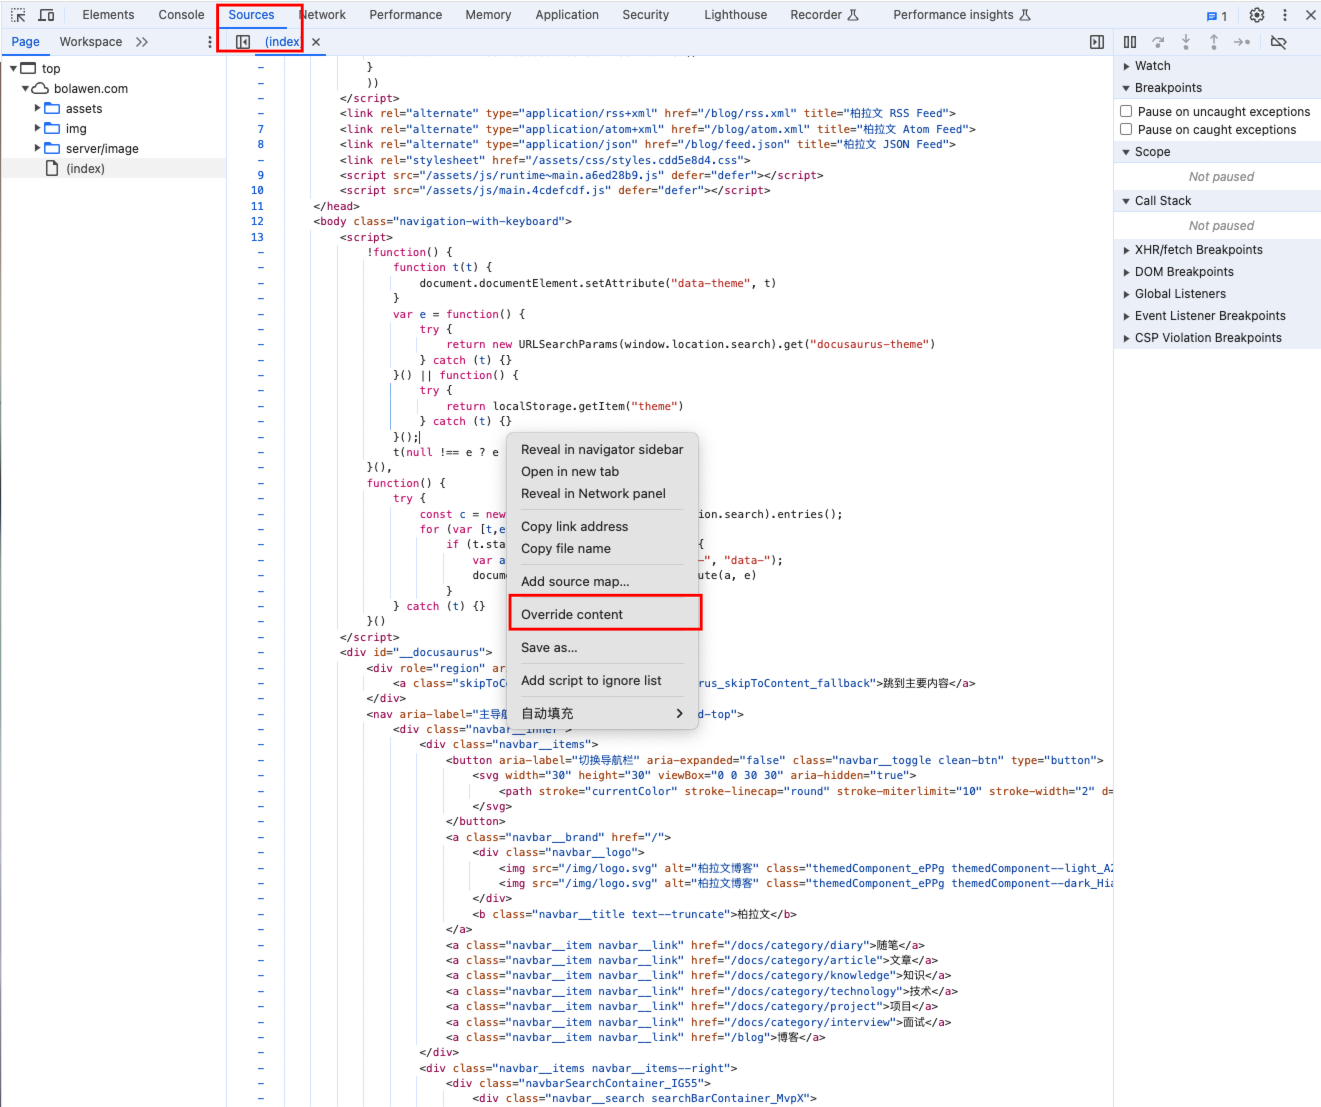 Elements Console Sources Network Performance Memory Application Security Lighthouse Recorder Performance insights 1
Page Workspace (index) 
top
bolawen.com
assets
img
server/image
(index)
– }
– ))
– </script>
– <link rel="alternate" type="application/rss+xml" href="/blog/rss.xml" title="柏拉文 RSS Feed">
7 <link rel="alternate" type="application/atom+xml" href="/blog/atom.xml" title="柏拉文 Atom Feed">
8 <link rel="alternate" type="application/json" href="/blog/feed.json" title="柏拉文 JSON Feed">
– <link rel="stylesheet" href="/assets/css/styles.cdd5e8d4.css">
9 <script src="/assets/js/runtime~main.a6ed28b9.js" defer="defer"></script>
10 <script src="/assets/js/main.4cdefcdf.js" defer="defer"></script>
11 </head>
12 <body class="navigation-with-keyboard">
13 <script>
– !function() {
– function t(t) {
– document.documentElement.setAttribute("data-theme", t)
– }
– var e = function() {
– try {
– return new URLSearchParams(window.location.search).get("docusaurus-theme")
– } catch (t) {}
– }() || function() {
– try {
– return localStorage.getItem("theme")
– } catch (t) {}
– }();
– t(null !== e ? e
– }(),
– function() {
– try {
– const c = new ion.search).entries();
– for (var [t,e
– if (t.sta {
– var a -", "data-");
– docum ute(a, e)
– }
– } catch (t) {}
– }()
– </script>
– <div id="__docusaurus">
– <div role="region" ar
– <a class="skipToC rus_skipToContent_fallback">跳到主要内容</a>
– </div>
– <nav aria-label="主导航 d-top">
– <div class="navbar__inner">
– <div class="navbar__items">
– <button aria-label="切换导航栏" aria-expanded="false" class="navbar__toggle clean-btn" type="button">
– <svg width="30" height="30" viewBox="0 0 30 30" aria-hidden="true">
– <path stroke="currentColor" stroke-linecap="round" stroke-miterlimit="10" stroke-width="2" d=
– </svg>
– </button>
– <a class="navbar__brand" href="/">
– <div class="navbar__logo">
– <img src="/img/logo.svg" alt="柏拉文博客" class="themedComponent_ePPg themedComponent--light_A2
– <img src="/img/logo.svg" alt="柏拉文博客" class="themedComponent_ePPg themedComponent--dark_Hia
– </div>
– <b class="navbar__title text--truncate">柏拉文</b>
– </a>
– <a class="navbar__item navbar__link" href="/docs/category/diary">随笔</a>
– <a class="navbar__item navbar__link" href="/docs/category/article">文章</a>
– <a class="navbar__item navbar__link" href="/docs/category/knowledge">知识</a>
– <a class="navbar__item navbar__link" href="/docs/category/technology">技术</a>
– <a class="navbar__item navbar__link" href="/docs/category/project">项目</a>
– <a class="navbar__item navbar__link" href="/docs/category/interview">面试</a>
– <a class="navbar__item navbar__link" href="/blog">博客</a>
– </div>
– <div class="navbar__items navbar__items--right">
– <div class="navbarSearchContainer_IG55">
– <div class="navbar__search searchBarContainer_MvpX">
Reveal in navigator sidebar
Open in new tab
Reveal in Network panel
Copy link address
Copy file name
Add source map...
Override content
Save as...
Add script to ignore list
自动填充
Watch
Breakpoints
Pause on uncaught exceptions
Pause on caught exceptions
Scope
Not paused
Call Stack
Not paused
XHR/fetch Breakpoints
DOM Breakpoints
Global Listeners
Event Listener Breakpoints
CSP Violation Breakpoints